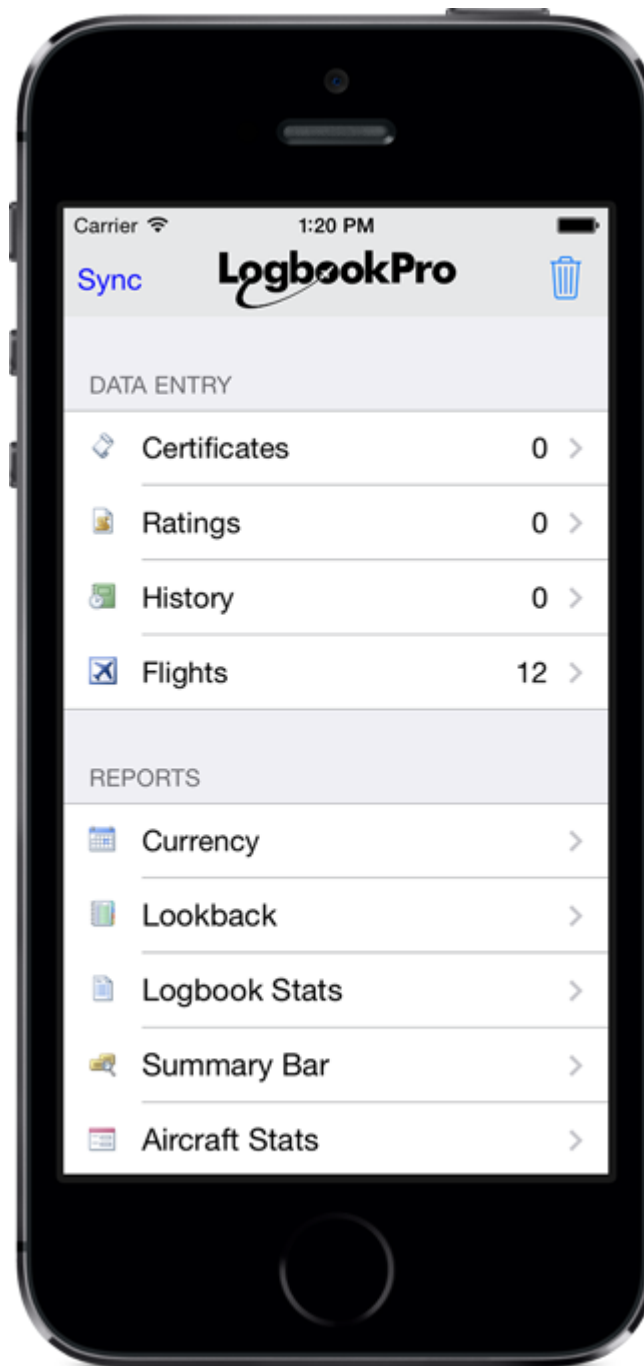 Carrier 1:20 PM
Sync LogbookPro
DATA ENTRY
Certificates 0
Ratings 0
History 0
Flights 12
REPORTS
Currency
Lookback
Logbook Stats
Summary Bar
Aircraft Stats